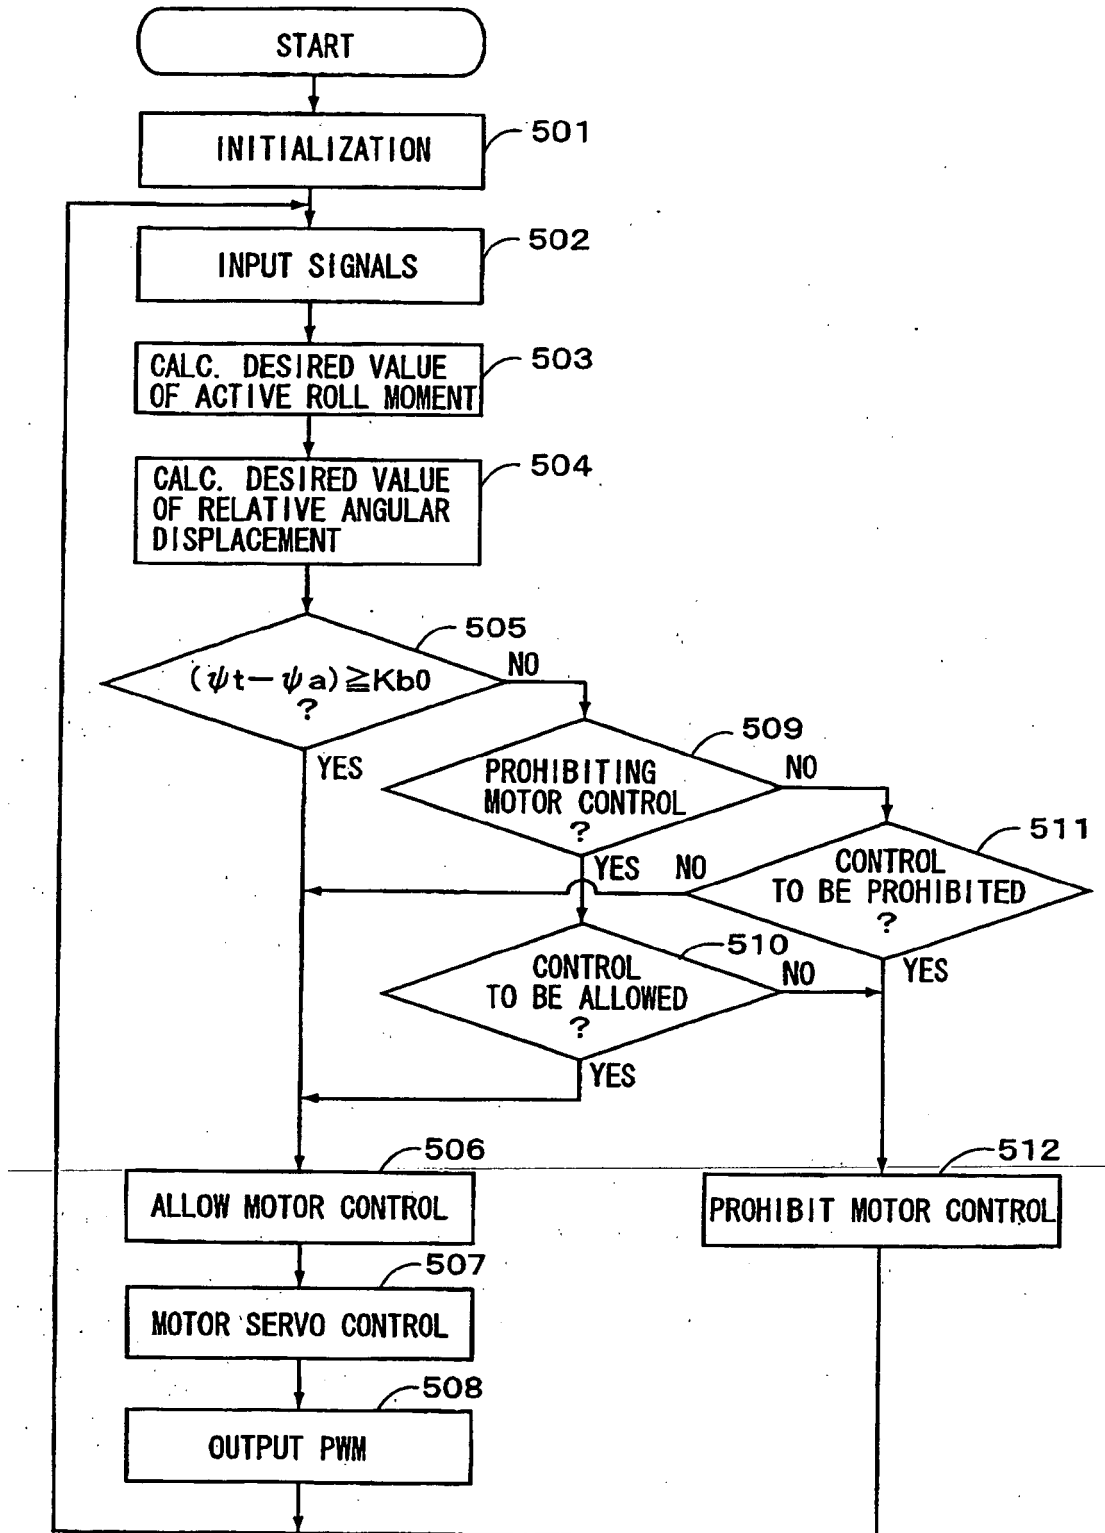 START
INITIALIZATION
501
INPUT SIGNALS
502
CALC. DESIRED VALUE
OF ACTIVE ROLL MOMENT
503
CALC. DESIRED VALUE
OF RELATIVE ANGULAR
DISPLACEMENT
504
(ψt−ψa)≧Kb0
?
505
NO
YES
PROHIBITING
MOTOR CONTROL
?
509
NO
YES
CONTROL
TO BE PROHIBITED
?
511
NO
YES
CONTROL
TO BE ALLOWED
?
510
NO
YES
506
ALLOW MOTOR CONTROL
512
PROHIBIT MOTOR CONTROL
507
MOTOR SERVO CONTROL
508
OUTPUT PWM